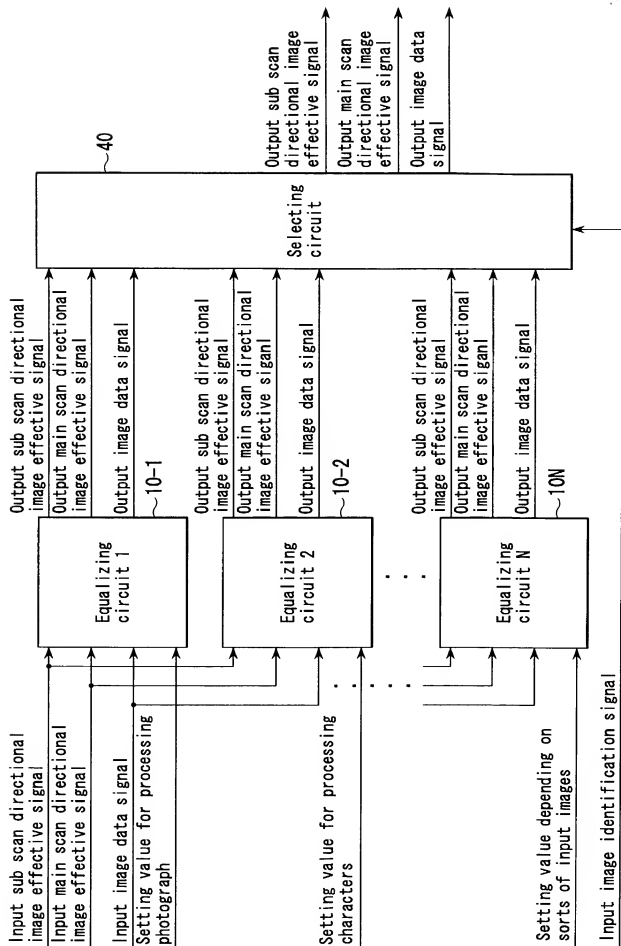 Input sub scan directional
image effective signal
Input main scan directional
image effective signal
Input image data signal
Setting value for processing
photograph
Setting value for processing
characters
Setting value depending on
sorts of input images
Input image identification signal
Equalizing
circuit 1
10-1
Equalizing
circuit 2
10-2
Equalizing
circuit N
10N
Output sub scan directional
image effective signal
Output main scan directional
image effective signal
Output image data signal
Output sub scan directional
image effective signal
Output main scan directional
image effective siganl
Output image data signal
Output sub scan directional
image effective signal
Output main scan directional
image effective siganl
Output image data signal
Selecting
circuit
40
Output sub scan
directional image
effective signal
Output main scan
directional image
effective signal
Output image data
signal